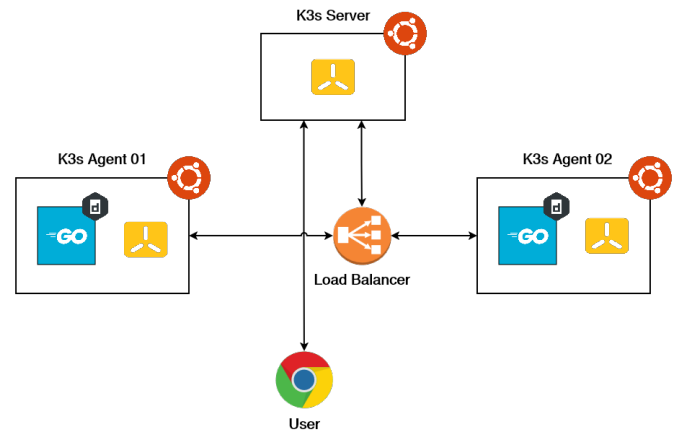 K3s Server
K3s Agent 01
K3s Agent 02
d
GO
d
GO
Load Balancer
User